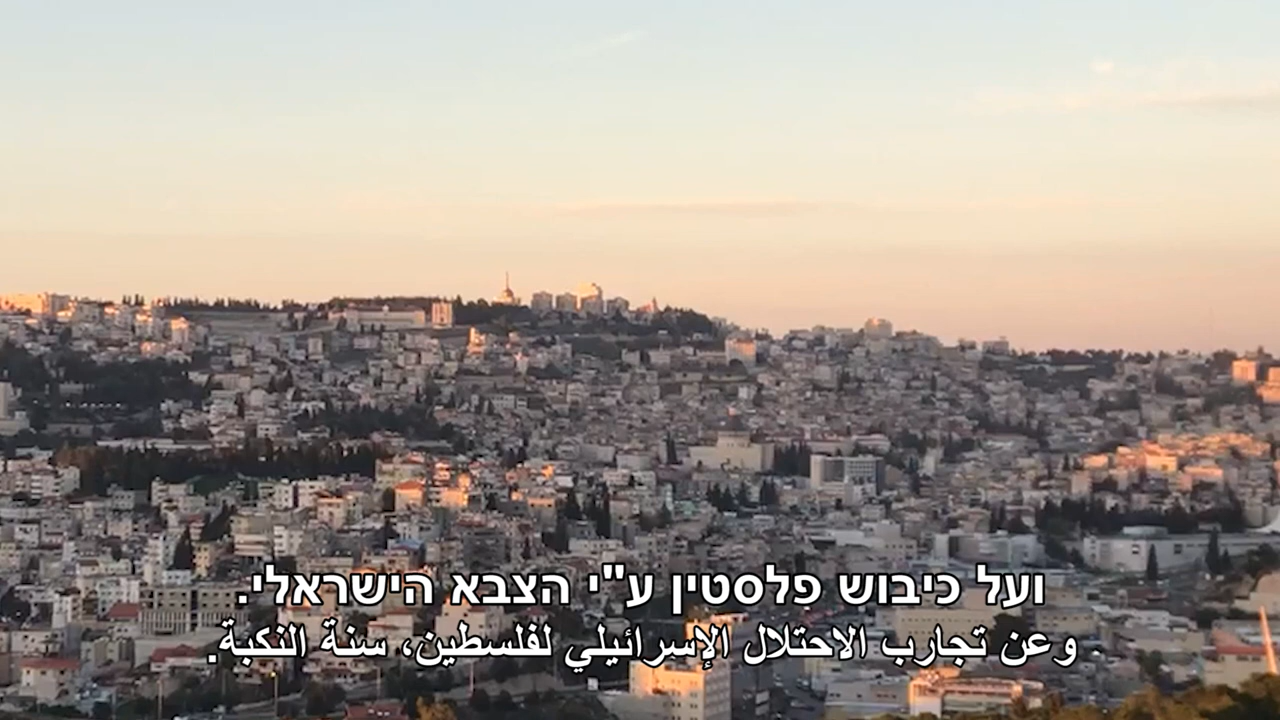 ועל כיבוש פלסטין ע"י הצבא הישראלי.
وعن تجارب الاحتلال الإسرائيلي لفلسطين، سنة النكبة.